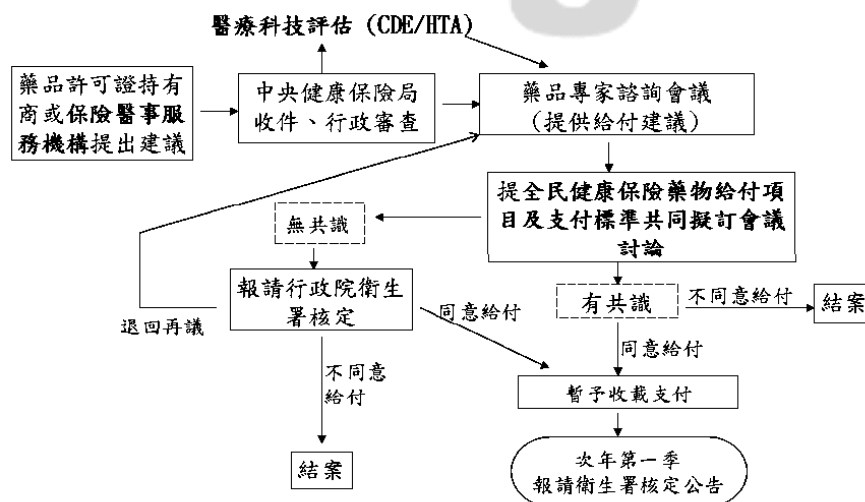 醫療科技評估 (CDE/HTA)
藥品許可證持有
商或保險醫事服
務機構提出建議
中央健康保險局
收件、行政審查
藥品專家諮詢會議
(提供給付建議)
提全民健康保險藥物給付項
目及支付標準共同擬訂會議
討論
無共識
報請行政院衛生
署核定
退回再議
同意給付
不同意
給付
結案
有共識
不同意給付
結案
同意給付
暫予收載支付
次年第一季
報請衛生署核定公告